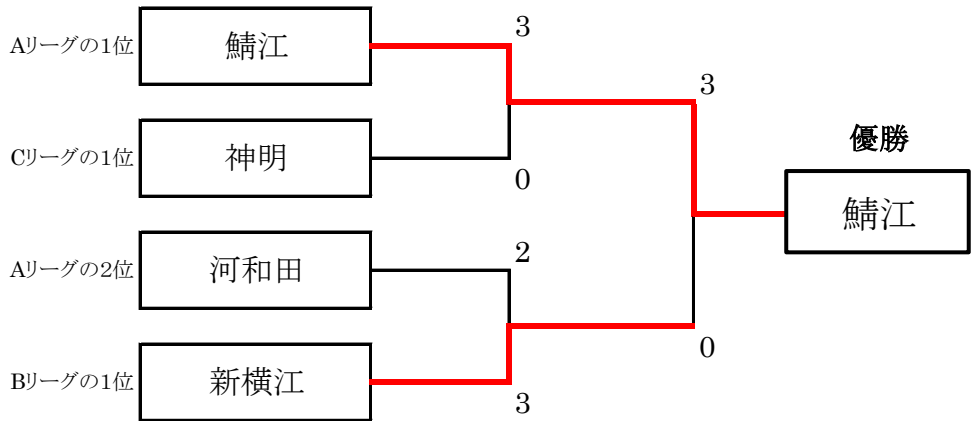 Aリーグの1位
鯖江
3
3
Cリーグの1位
神明
0
優勝
鯖江
Aリーグの2位
河和田
2
0
Bリーグの1位
新横江
3